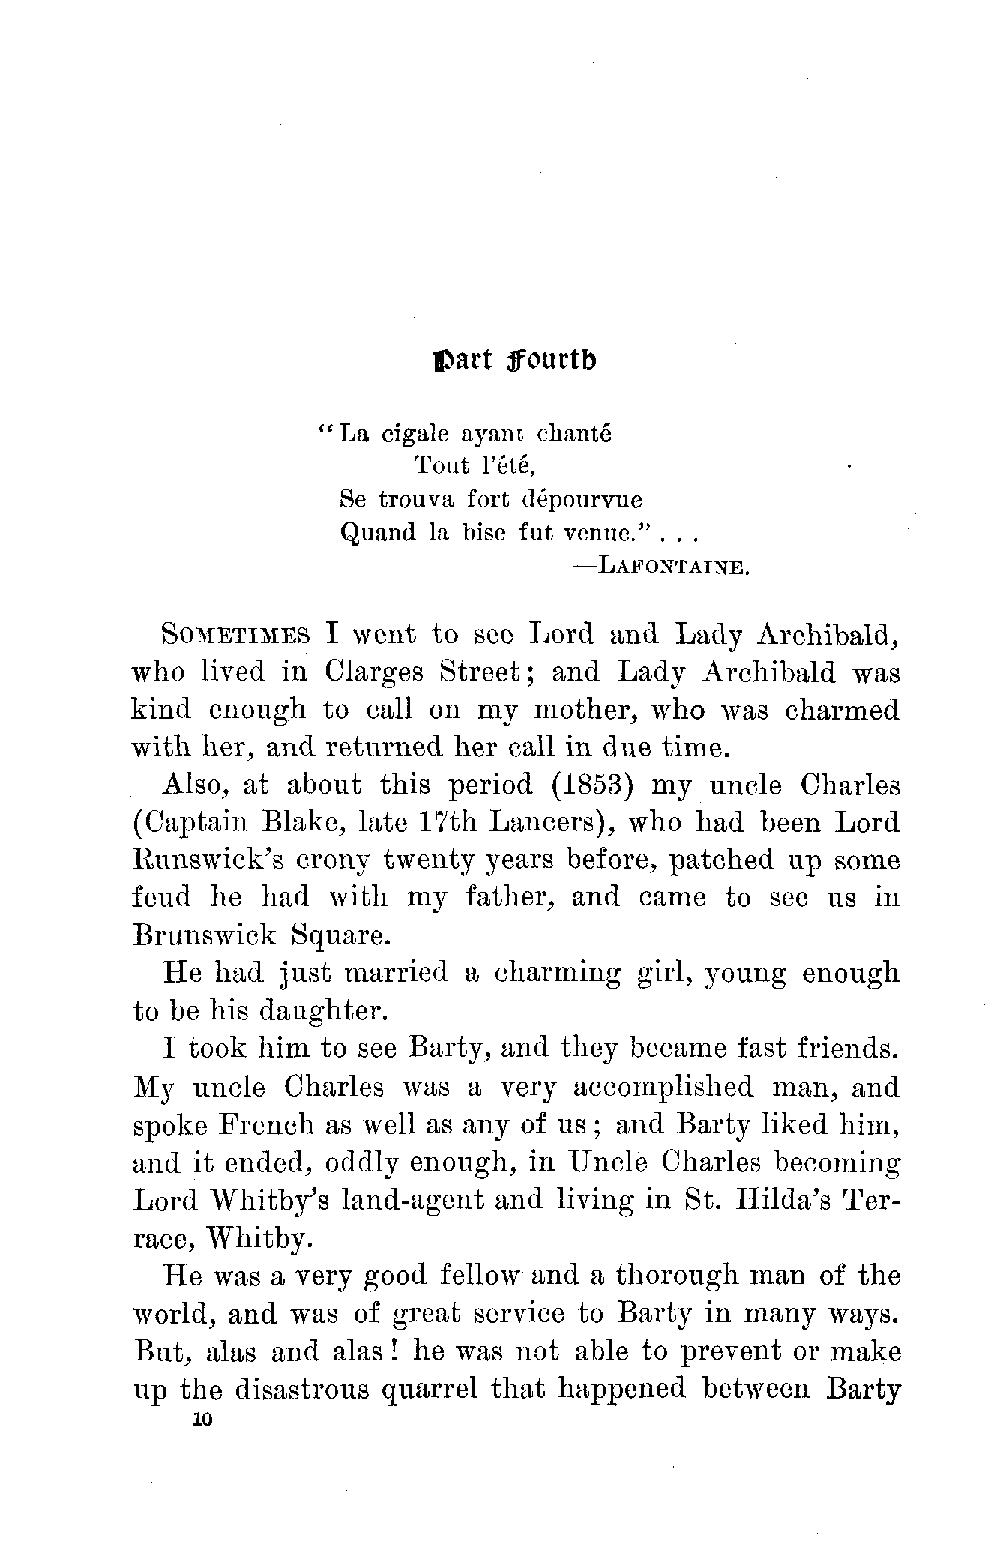 Part Fourth
“La cigale ayant chanté
Tout l’été,
Se trouva fort dépourvue
Quand la bise fut venue.” . . .
—LAFONTAINE.
SOMETIMES I went to see Lord and Lady Archibald,
who lived in Clarges Street; and Lady Archibald was
kind enough to call on my mother, who was charmed
with her, and returned her call in due time.
Also, at about this period (1853) my uncle Charles
(Captain Blake, late 17th Lancers), who had been Lord
Runswick’s crony twenty years before, patched up some
feud he had with my father, and came to see us in
Brunswick Square.
He had just married a charming girl, young enough
to be his daughter.
I took him to see Barty, and they became fast friends.
My uncle Charles was a very accomplished man, and
spoke French as well as any of us; and Barty liked him,
and it ended, oddly enough, in Uncle Charles becoming
Lord Whitby’s land-agent and living in St. Hilda’s Ter-
race, Whitby.
He was a very good fellow and a thorough man of the
world, and was of great service to Barty in many ways.
But, alas and alas! he was not able to prevent or make
up the disastrous quarrel that happened between Barty
10